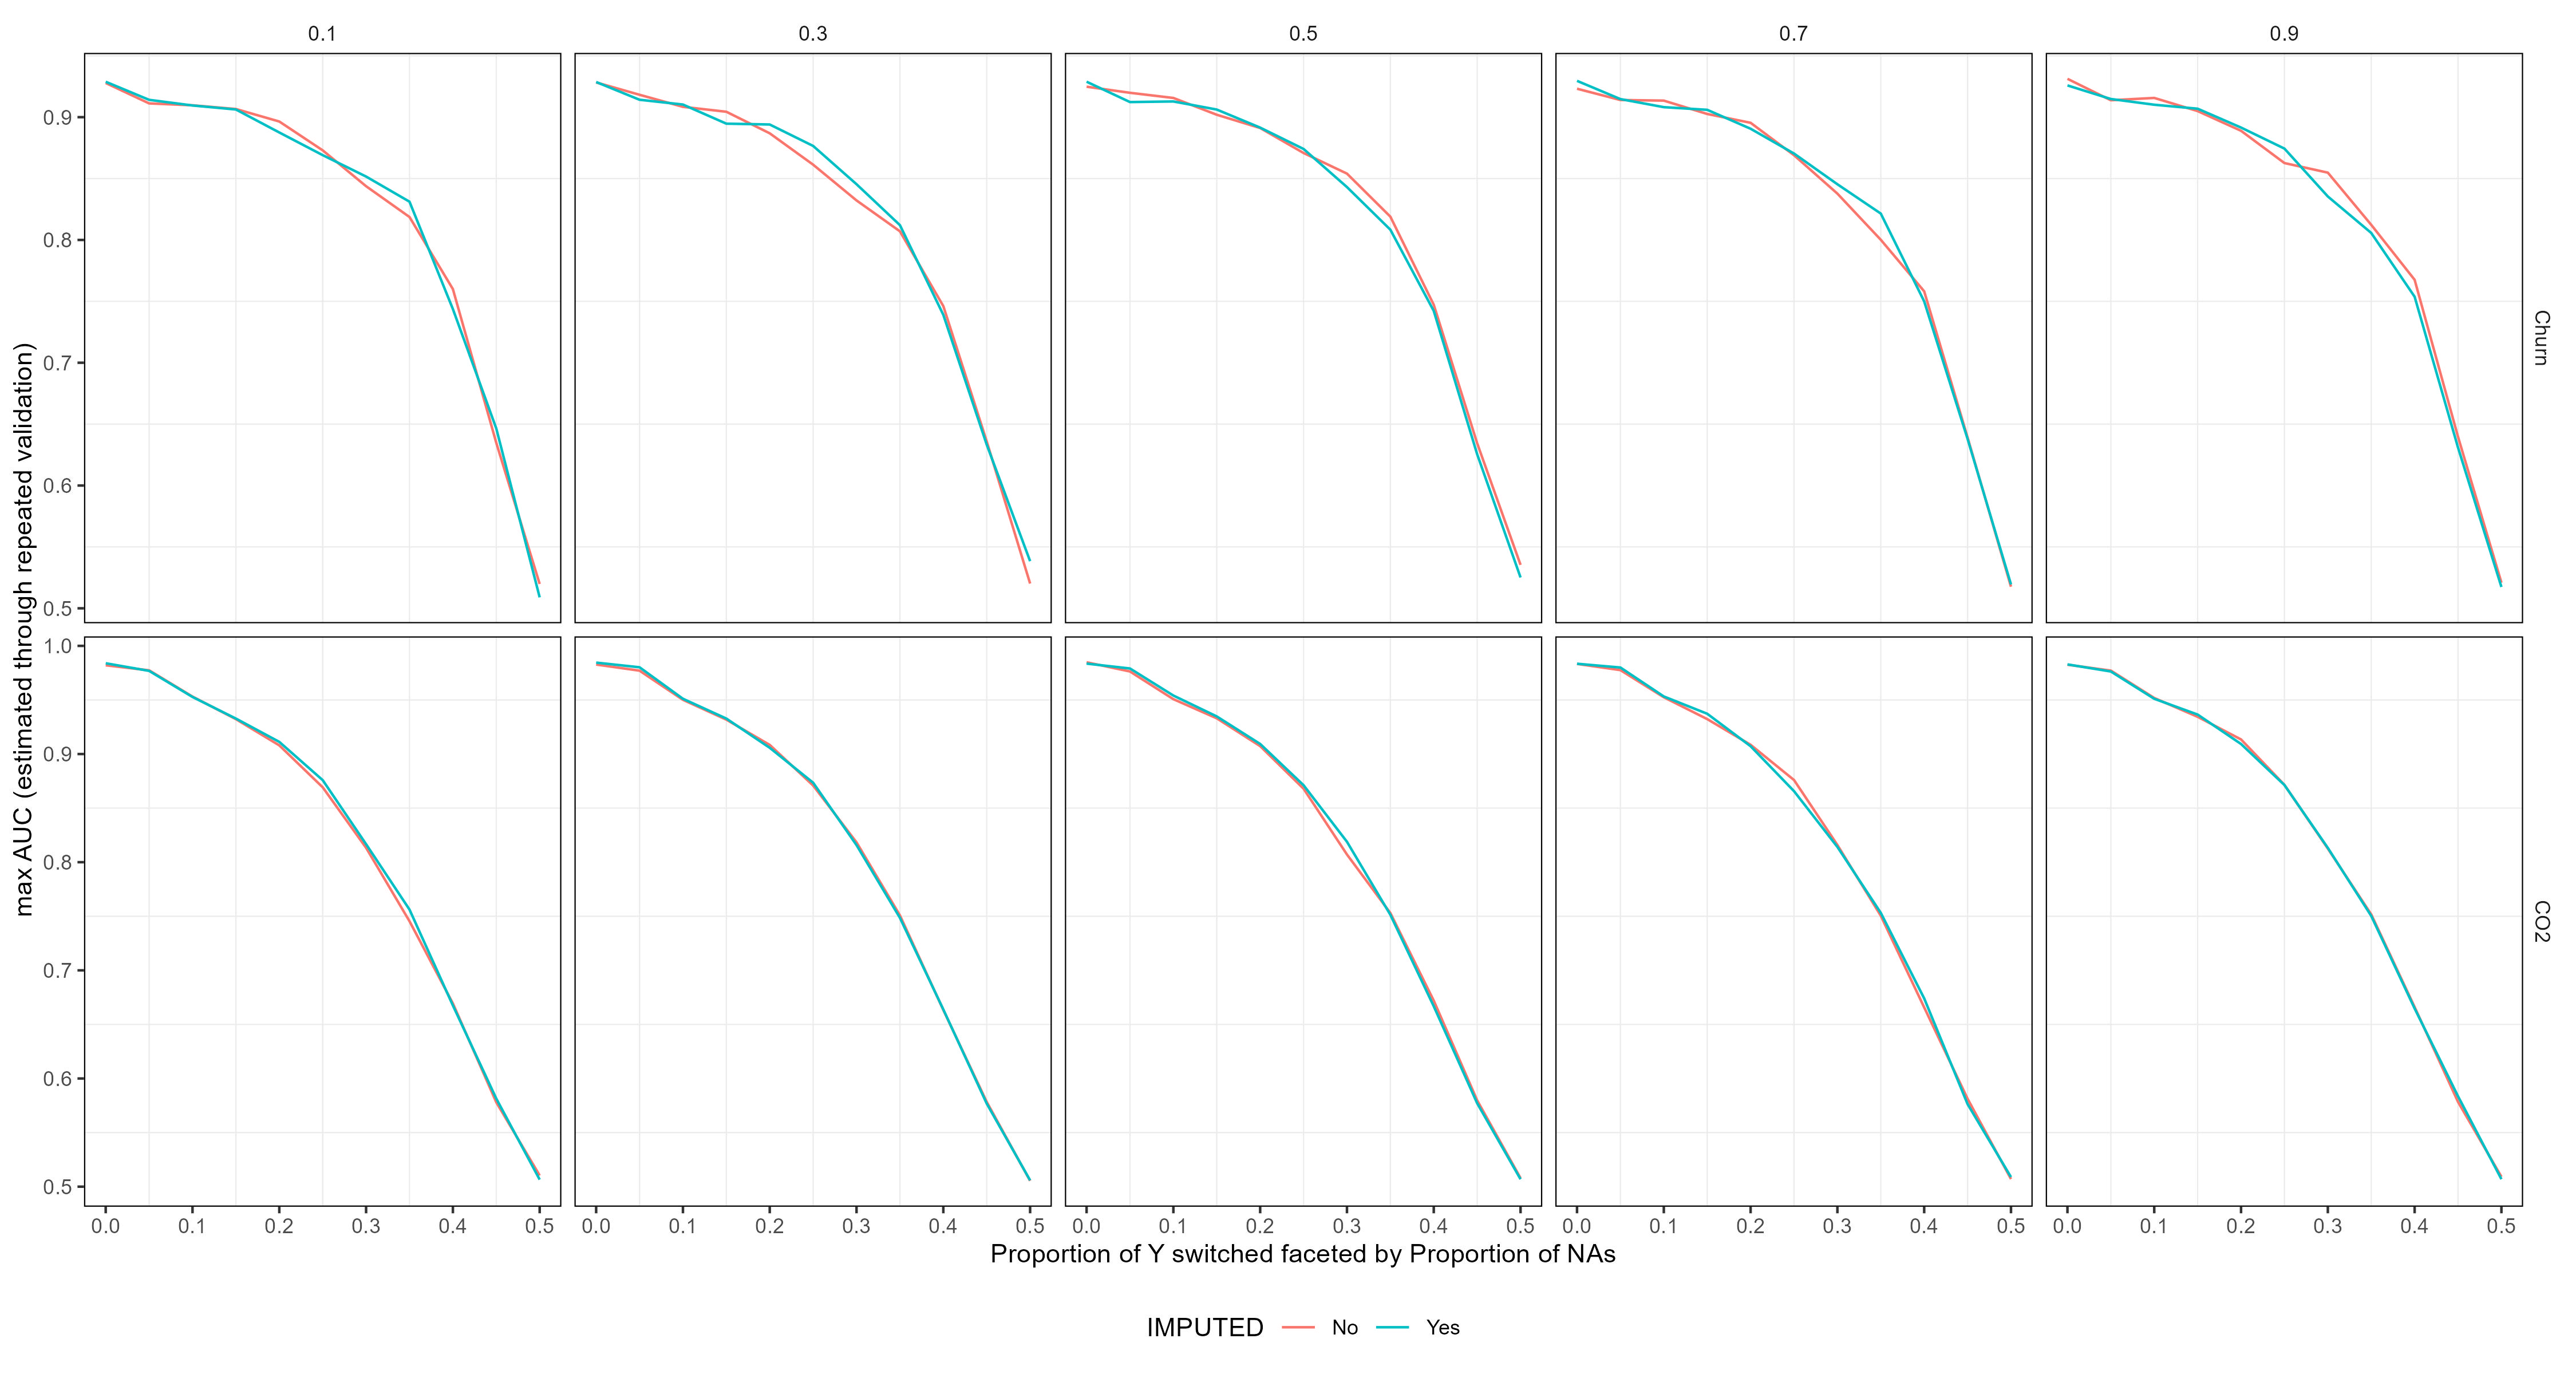 0.1 0.3 0.5 0.7 0.9
max AUC (estimated through repeated validation)
0.9
0.8
0.7
0.6
0.5
Churn
1.0
0.9
0.8
0.7
0.6
0.5
CO2
0.0 0.1 0.2 0.3 0.4 0.5 0.0 0.1 0.2 0.3 0.4 0.5 0.0 0.1 0.2 0.3 0.4 0.5 0.0 0.1 0.2 0.3 0.4 0.5 0.0 0.1 0.2 0.3 0.4 0.5
Proportion of Y switched faceted by Proportion of NAs
IMPUTED No Yes